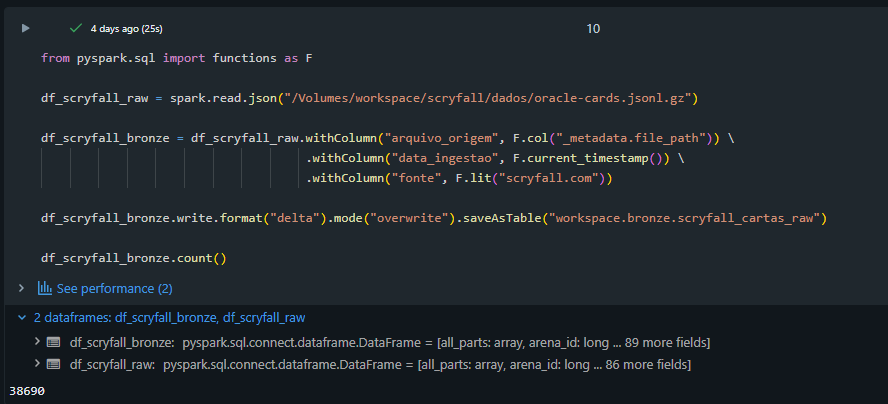 4 days ago (25s)
10
from pyspark.sql import functions as F
df_scryfall_raw = spark.read.json("/Volumes/workspace/scryfall/dados/oracle-cards.jsonl.gz")
df_scryfall_bronze = df_scryfall_raw.withColumn("arquivo_origem", F.col("_metadata.file_path")) \
.withColumn("data_ingestao", F.current_timestamp()) \
.withColumn("fonte", F.lit("scryfall.com"))
df_scryfall_bronze.write.format("delta").mode("overwrite").saveAsTable("workspace.bronze.scryfall_cartas_raw")
df_scryfall_bronze.count()
See performance (2)
2 dataframes: df_scryfall_bronze, df_scryfall_raw
df_scryfall_bronze: pyspark.sql.connect.dataframe.DataFrame = [all_parts: array, arena_id: long ... 89 more fields]
df_scryfall_raw: pyspark.sql.connect.dataframe.DataFrame = [all_parts: array, arena_id: long ... 86 more fields]
38690